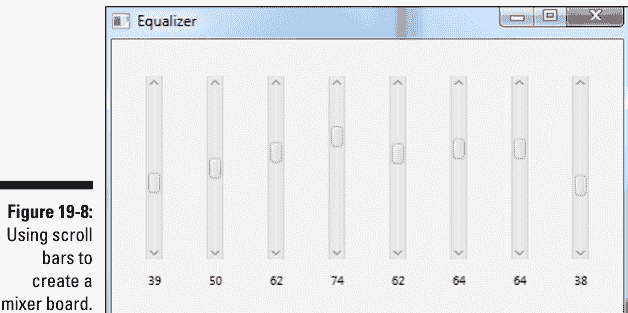 Equalizer
39 50 62 74 62 64 64 38
Figure 19-8:
Using scroll
bars to
create a
mixer board.